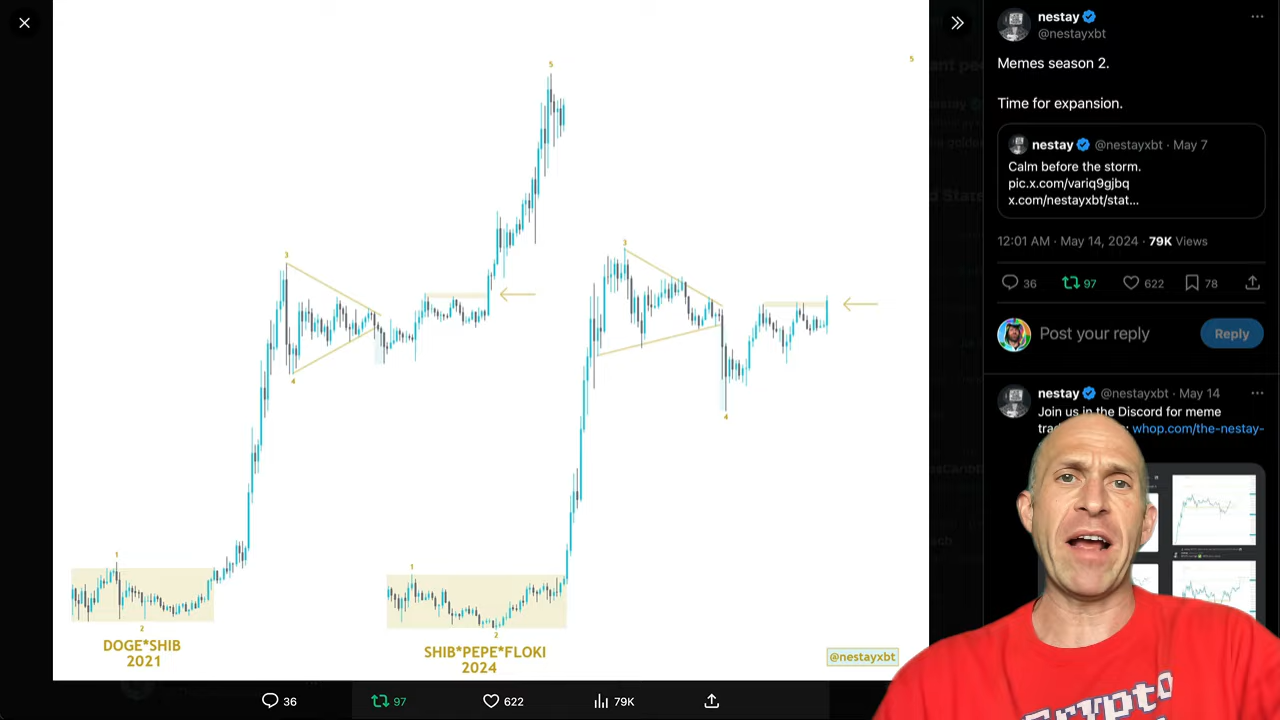 5
5
3
3
4
4
1
1
2
2
DOGE*SHIB
2021
SHIB*PEPE*FLOKI
2024
@nestayxbt
36
97
622
79K
nestay
@nestayxbt
Memes season 2.
Time for expansion.
nestay @nestayxbt · May 7
Calm before the storm.
pic.x.com/variq9gjbq
x.com/nestayxbt/stat...
12:01 AM · May 14, 2024 · 79K Views
36
97
622
78
Post your reply
Reply
nestay @nestayxbt · May 14
Join us in the Discord for meme
whop.com/the-nestay-
Crypto